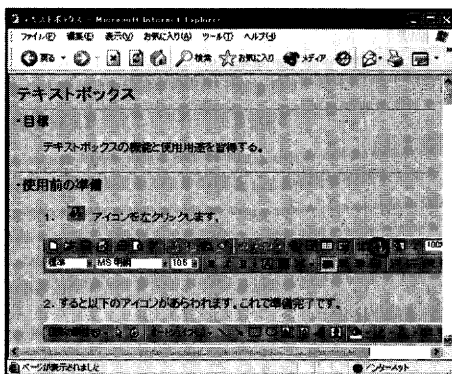 テキストボックス - Microsoft Internet Explorer
ファイル(F) 編集(E) 表示(V) お気に入り(A) ツール(T) ヘルプ(H)
戻る 検索 お気に入り メディア
テキストボックス
・目標
テキストボックスの機能と使用用途を習得する。
・使用前の準備
1. アイコンを左クリックします。
100%
標準 MS 明朝 10.5
2. すると以下のアイコンがあらわれます。これで準備完了です。
ページが表示されました インターネット